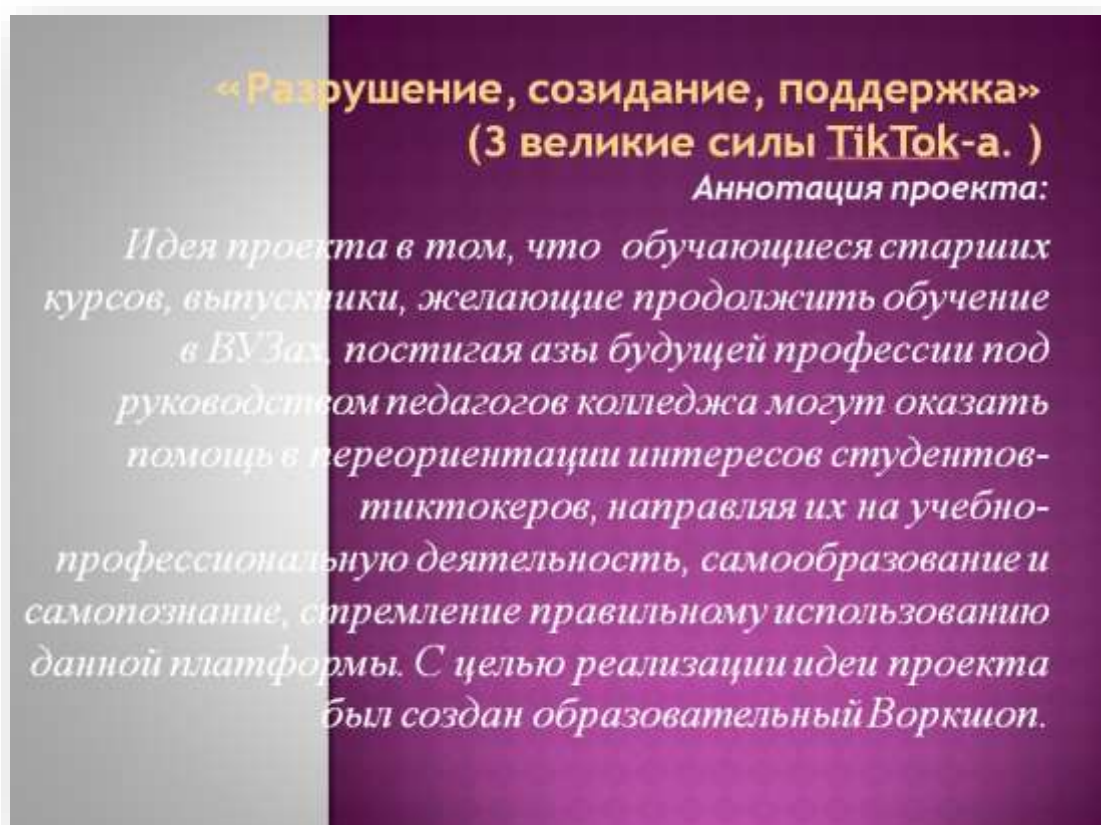 «Разрушение, созидание, поддержка»
(3 великие силы TikTok-а. )
Аннотация проекта:
Идея проекта в том, что обучающиеся старших
курсов, выпускники, желающие продолжить обучение
в ВУЗах, постигая азы будущей профессии под
руководством педагогов колледжа могут оказать
помощь в переориентации интересов студентов-
тиктокеров, направляя их на учебно-
профессиональную деятельность, самообразование и
самопознание, стремление правильному использованию
данной платформы. С целью реализации идеи проекта
был создан образовательный Воркшоп.